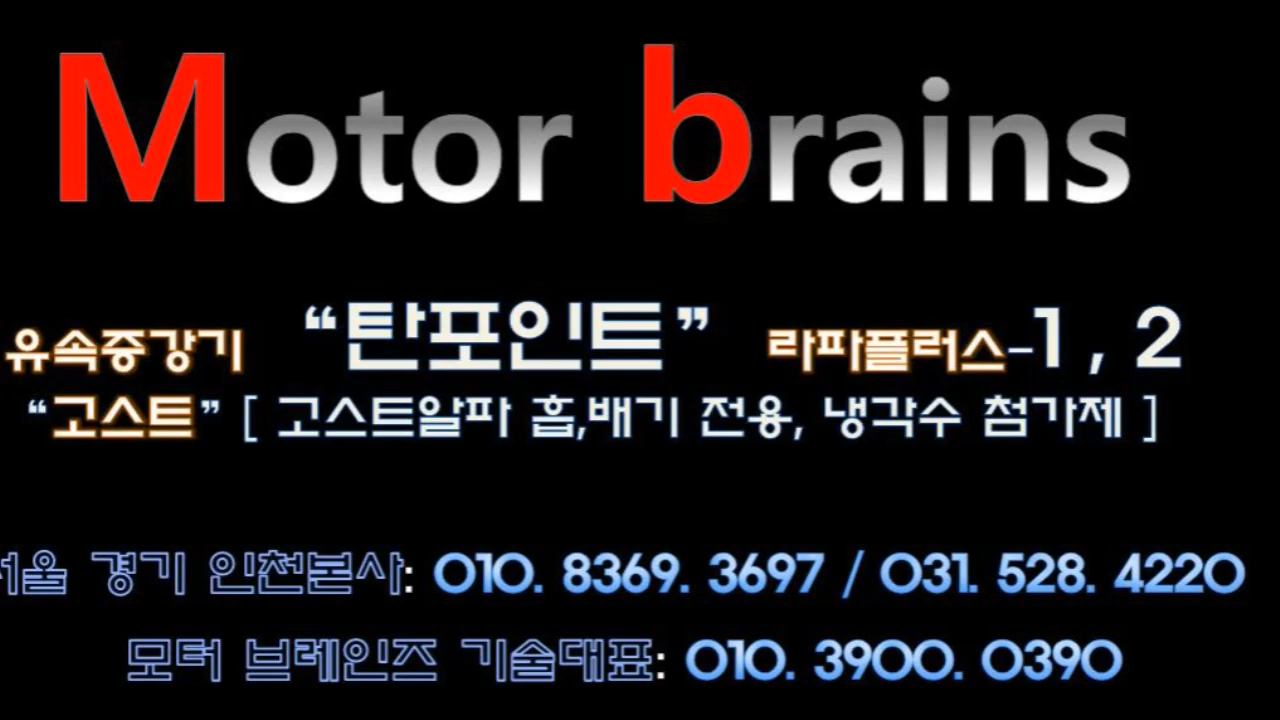 Motor brains
유속증강기 “탄포인트” 라파플러스-1 , 2
“고스트” [ 고스트알파 흡,배기 전용, 냉각수 첨가제 ]
경기 인천본사: 010. 8369. 3697 / 031. 528. 4220
모터 브레인즈 기술대표: 010. 3900. 0390